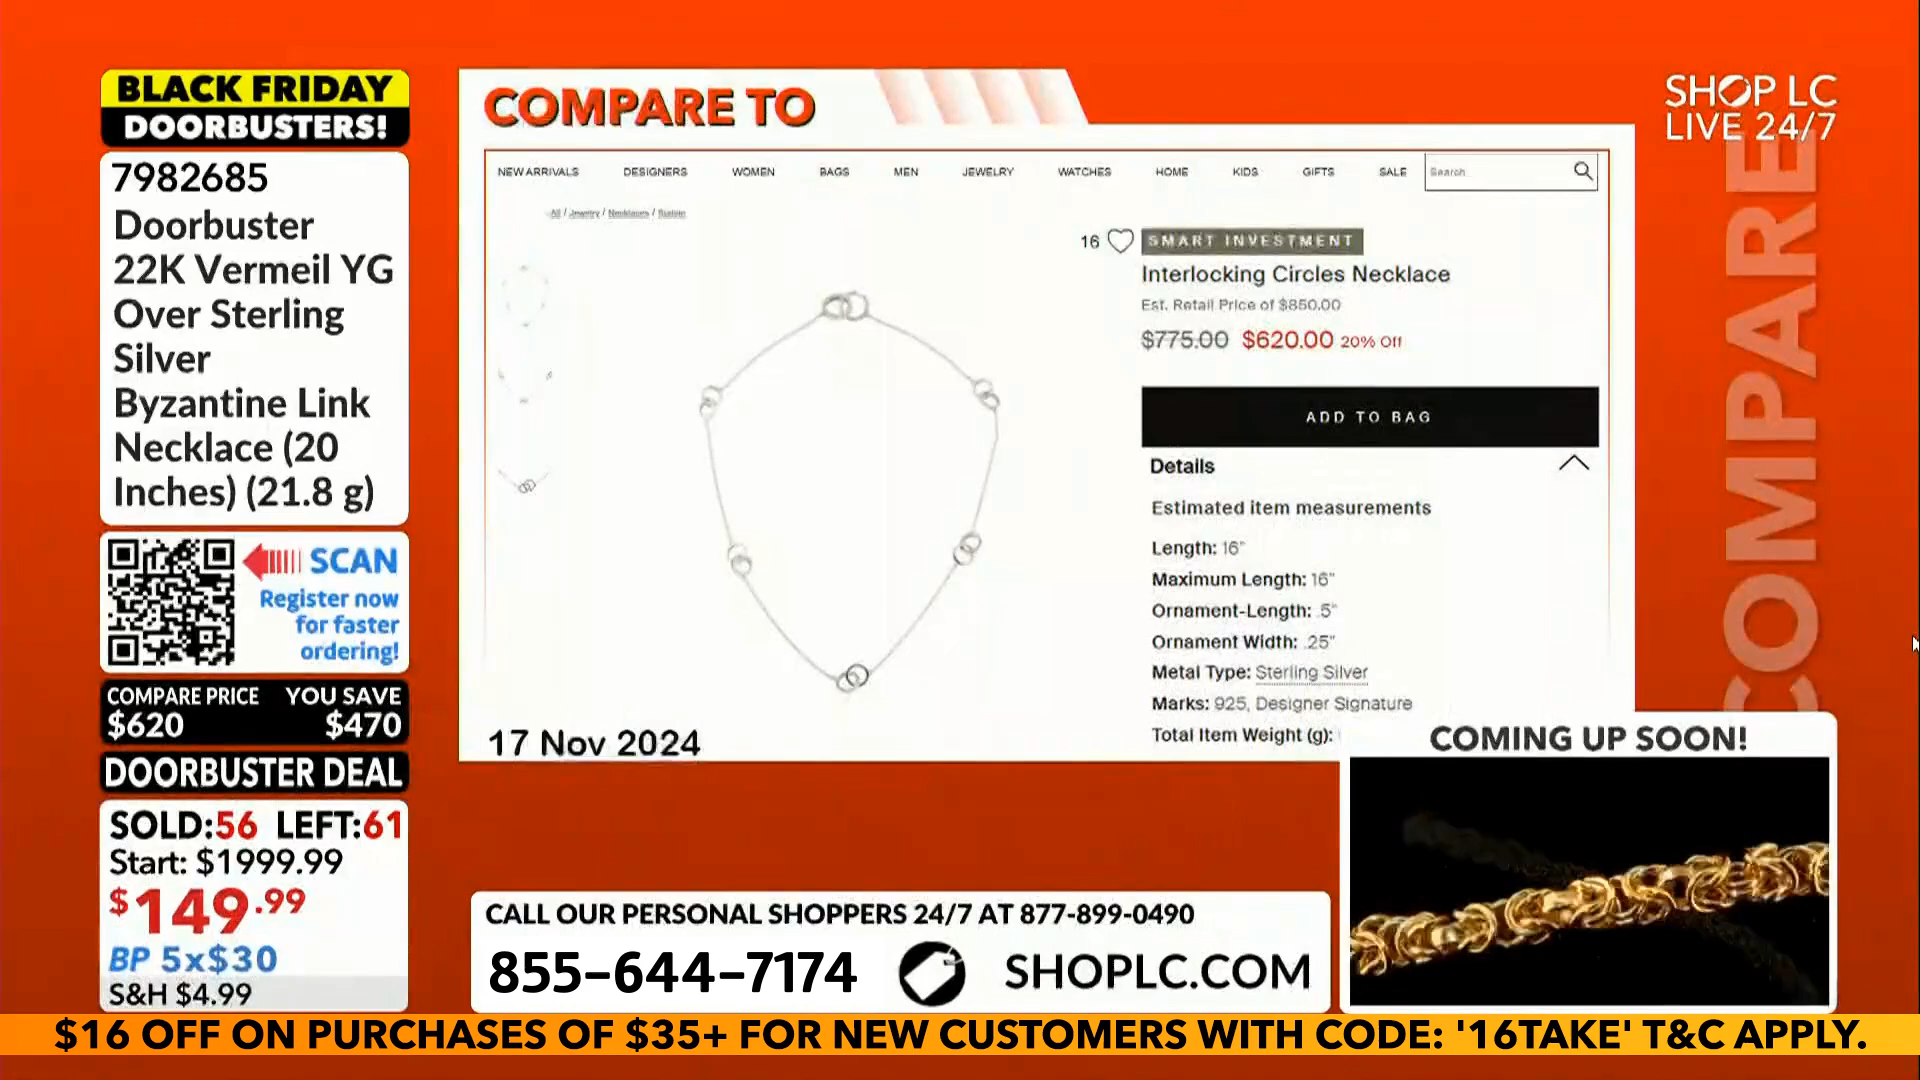 BLACK FRIDAY
DOORBUSTERS!
7982685
Doorbuster
22K Vermeil YG
Over Sterling
Silver
Byzantine Link
Necklace (20
Inches) (21.8 g)
SCAN
Register now
for faster
ordering!
COMPARE PRICE YOU SAVE
$620 $470
DOORBUSTER DEAL
SOLD:56 LEFT:61
Start: $1999.99
$149.99
BP 5x$30
S&H $4.99
COMPARE TO
NEW ARRIVALS DESIGNERS WOMEN BAGS MEN JEWELRY WATCHES HOME KIDS GIFTS SALE Search
All / Jewelry / Necklaces /
16 SMART INVESTMENT
Interlocking Circles Necklace
Est. Retail Price of $850.00
$775.00 $620.00 20% Off
ADD TO BAG
Details
Estimated item measurements
Length: 16"
Maximum Length: 16"
Ornament-Length: .5"
Ornament Width: .25"
Metal Type: Sterling Silver
Marks: 925, Designer Signature
Total Item Weight (g):
17 Nov 2024
SHOP LC
LIVE 24/7
COMPARE
COMING UP SOON!
CALL OUR PERSONAL SHOPPERS 24/7 AT 877-899-0490
855-644-7174 SHOPLC.COM
$16 OFF ON PURCHASES OF $35+ FOR NEW CUSTOMERS WITH CODE: '16TAKE' T&C APPLY.